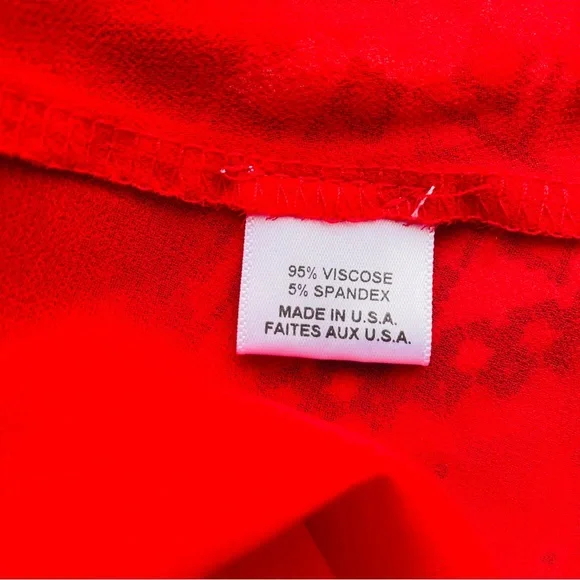 95% VISCOSE
5% SPANDEX
MADE IN U.S.A.
FAITES AUX U.S.A.